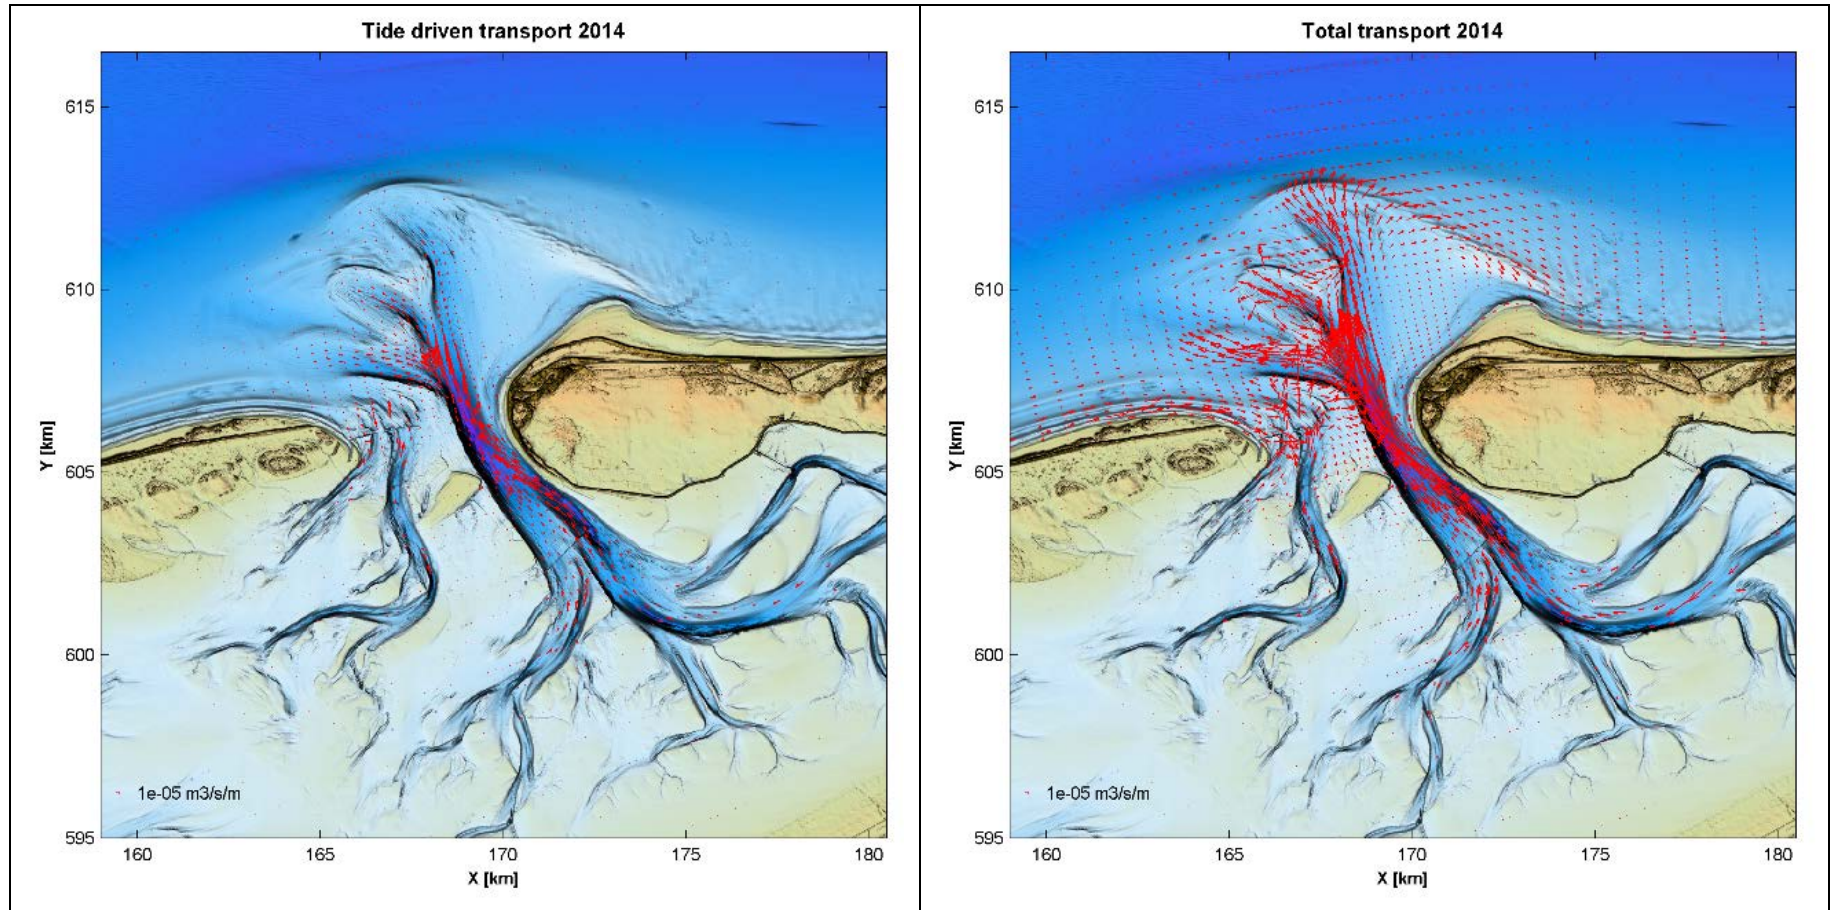 Tide driven transport 2014
615
610
605
600
595
Y [km]
1e-05 m3/s/m
160
165
170
175
180
X [km]
Total transport 2014
615
610
605
600
595
Y [km]
1e-05 m3/s/m
160
165
170
175
180
X [km]